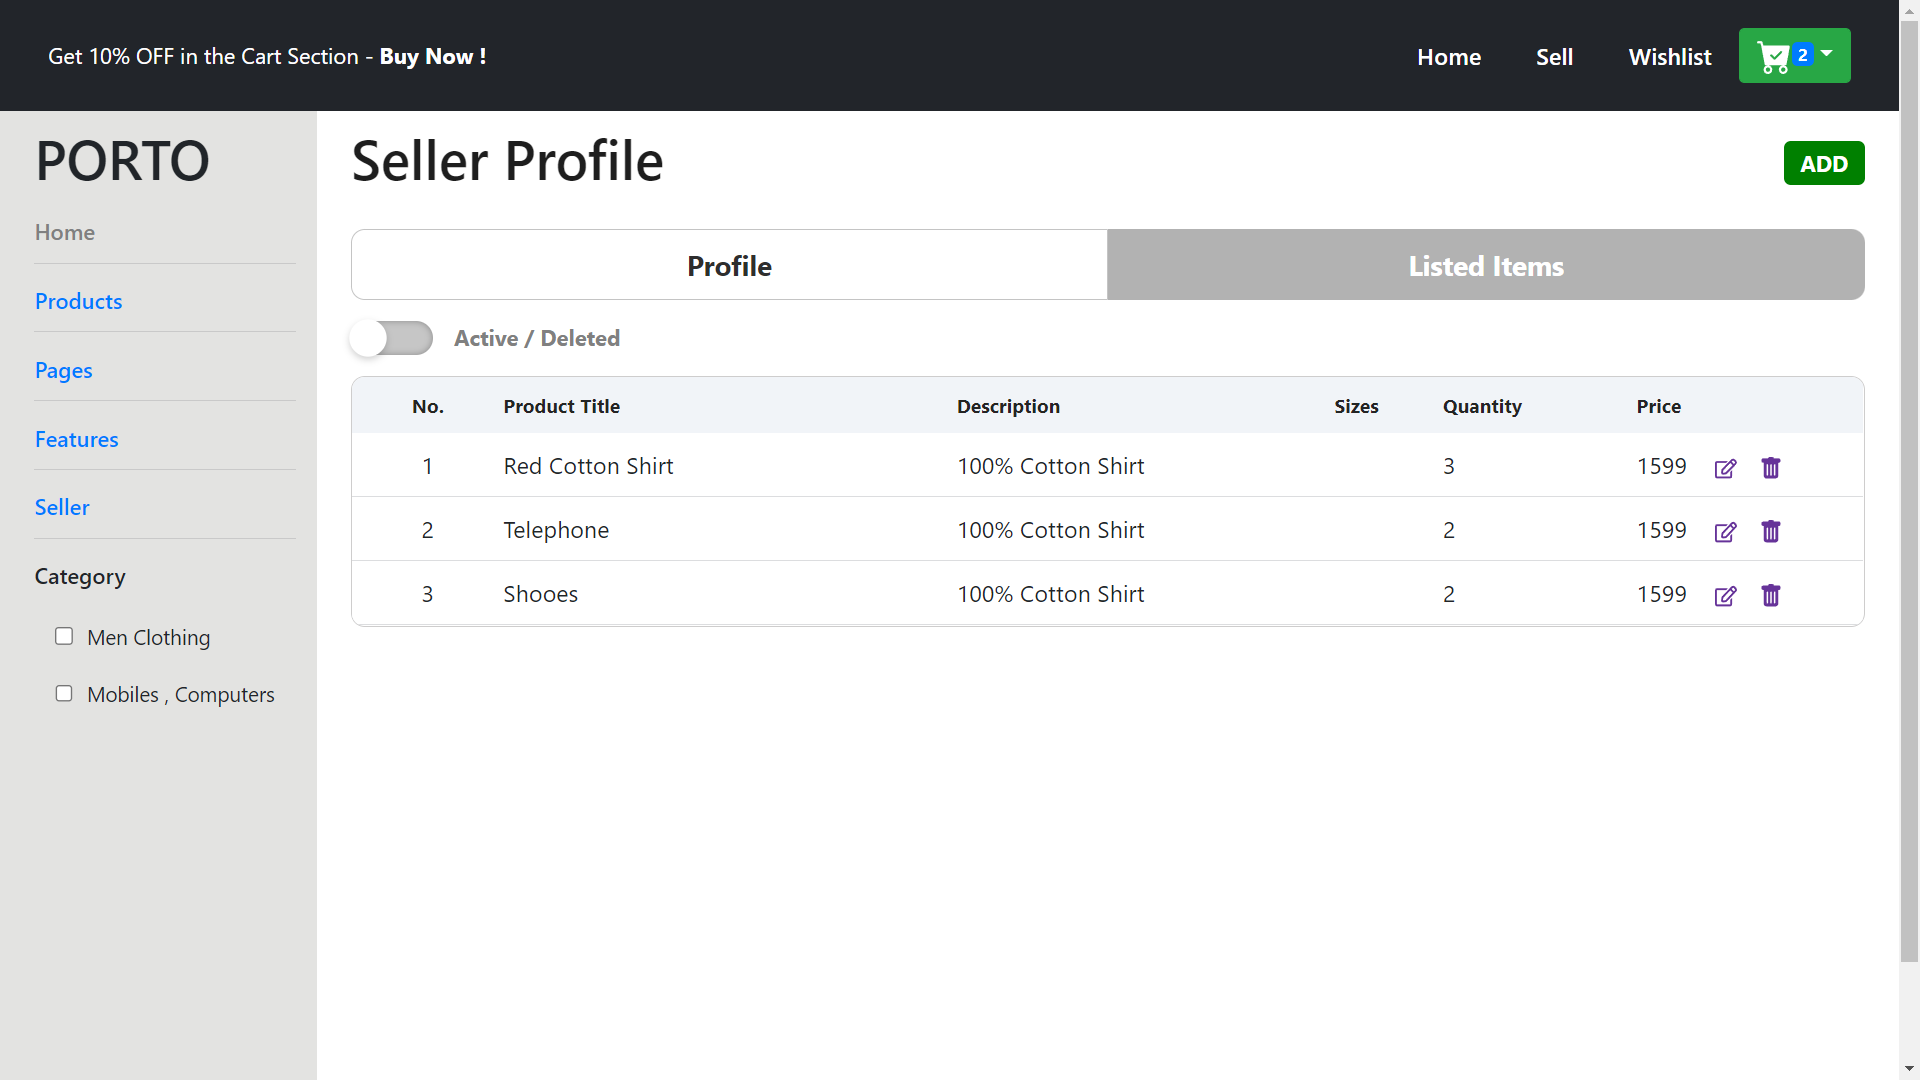 Get 10% OFF in the Cart Section - Buy Now !
Home Sell Wishlist 2
PORTO
Home
Products
Pages
Features
Seller
Category
Men Clothing
Mobiles , Computers
Seller Profile
ADD
Profile Listed Items
Active / Deleted
No. Product Title Description Sizes Quantity Price
1 Red Cotton Shirt 100% Cotton Shirt 3 1599
2 Telephone 100% Cotton Shirt 2 1599
3 Shooes 100% Cotton Shirt 2 1599